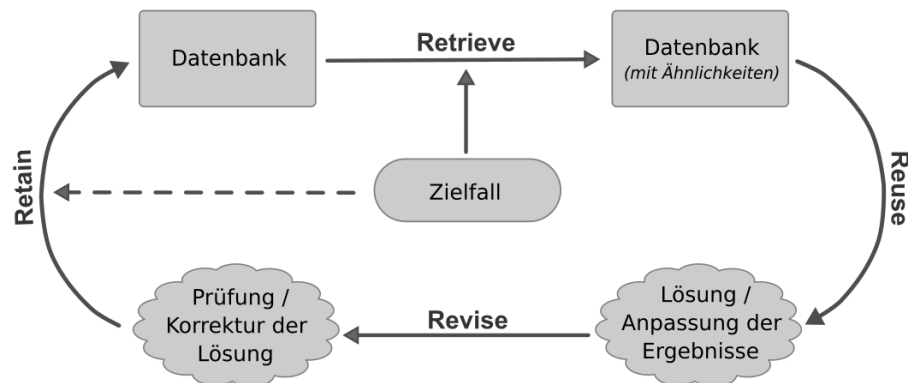 Datenbank
Retrieve
Datenbank
(mit Ähnlichkeiten)
Reuse
Retain
Zielfall
Prüfung /
Korrektur der
Lösung
Revise
Lösung /
Anpassung der
Ergebnisse